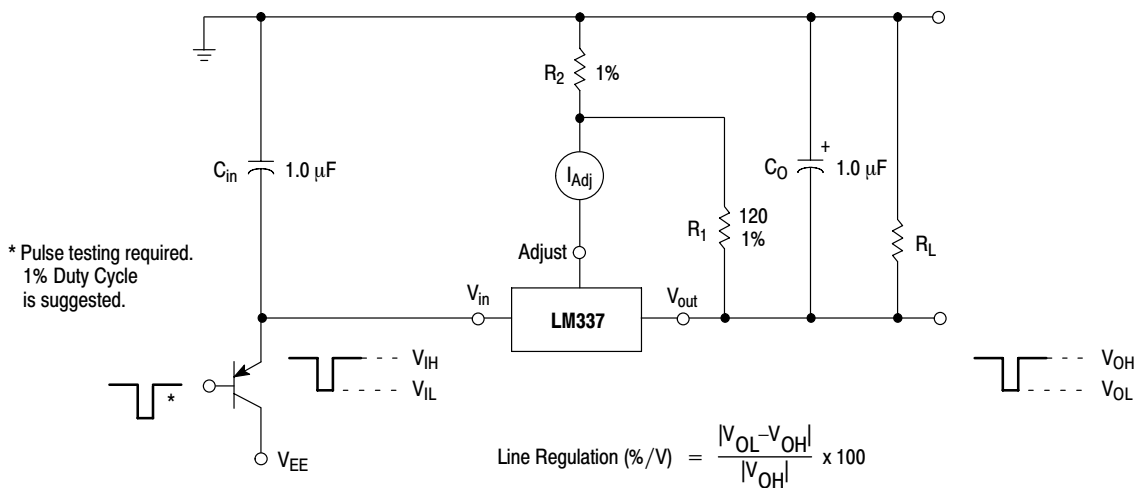 R2
1%
Cin
1.0 μF
IAdj
CO
+
1.0 μF
R1
120
1%
RL
* Pulse testing required.
1% Duty Cycle
is suggested.
Adjust
Vin
LM337
Vout
VIH
VIL
*
VEE
VOH
VOL
Line Regulation (%/V) = |VOL–VOH| / |VOH| x 100